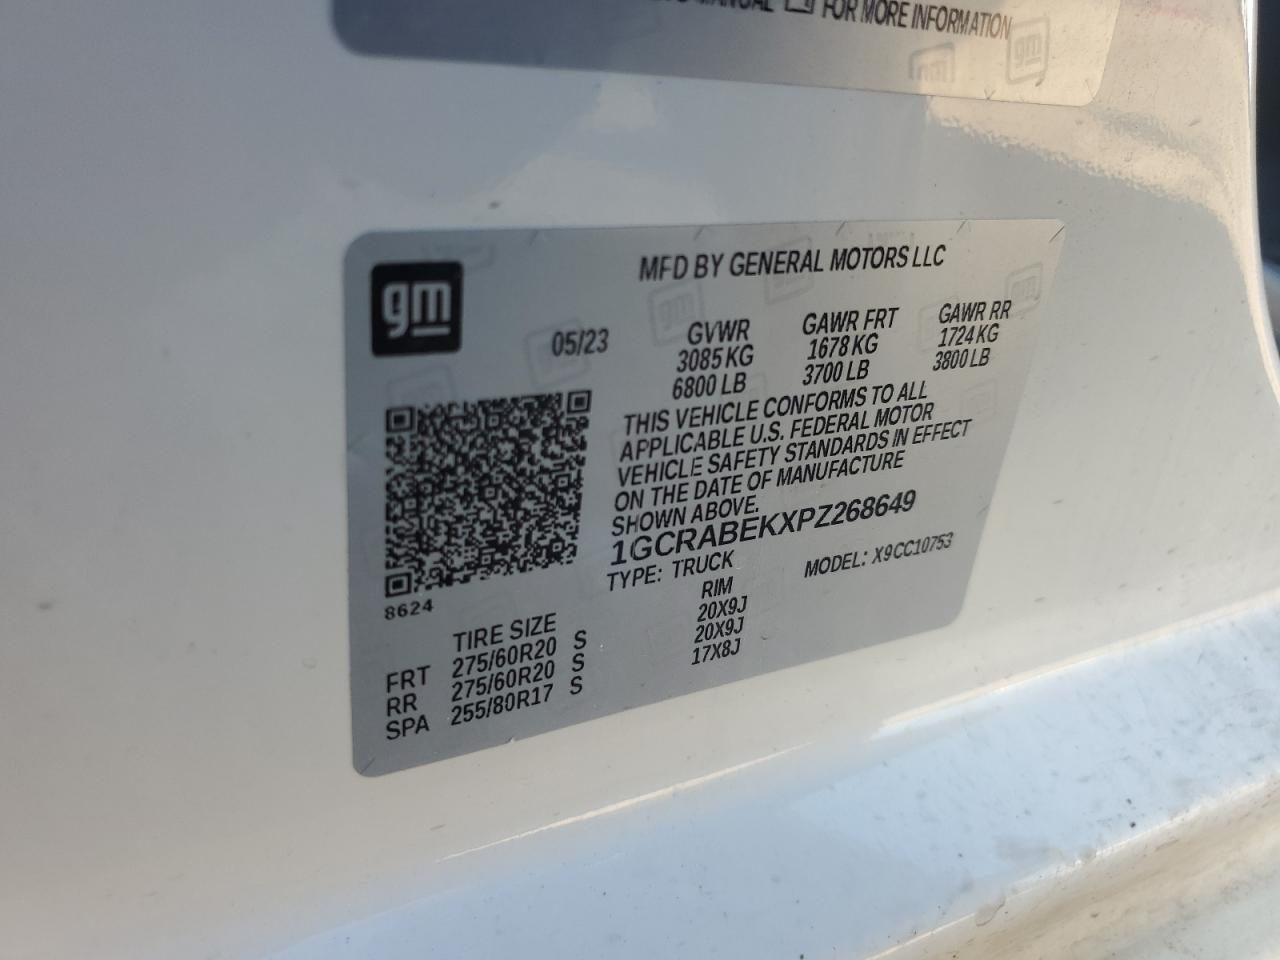 MANUAL FOR MORE INFORMATION
gm
MFD BY GENERAL MOTORS LLC
05/23
GVWR GAWR FRT GAWR RR
3085 KG 1678 KG 1724 KG
6800 LB 3700 LB 3800 LB
THIS VEHICLE CONFORMS TO ALL
APPLICABLE U.S. FEDERAL MOTOR
VEHICLE SAFETY STANDARDS IN EFFECT
ON THE DATE OF MANUFACTURE
SHOWN ABOVE.
1GCRABEKXPZ268649
TYPE: TRUCK MODEL: X9CC10753
8624
TIRE SIZE RIM
FRT 275/60R20 S 20X9J
RR 275/60R20 S 20X9J
SPA 255/80R17 S 17X8J